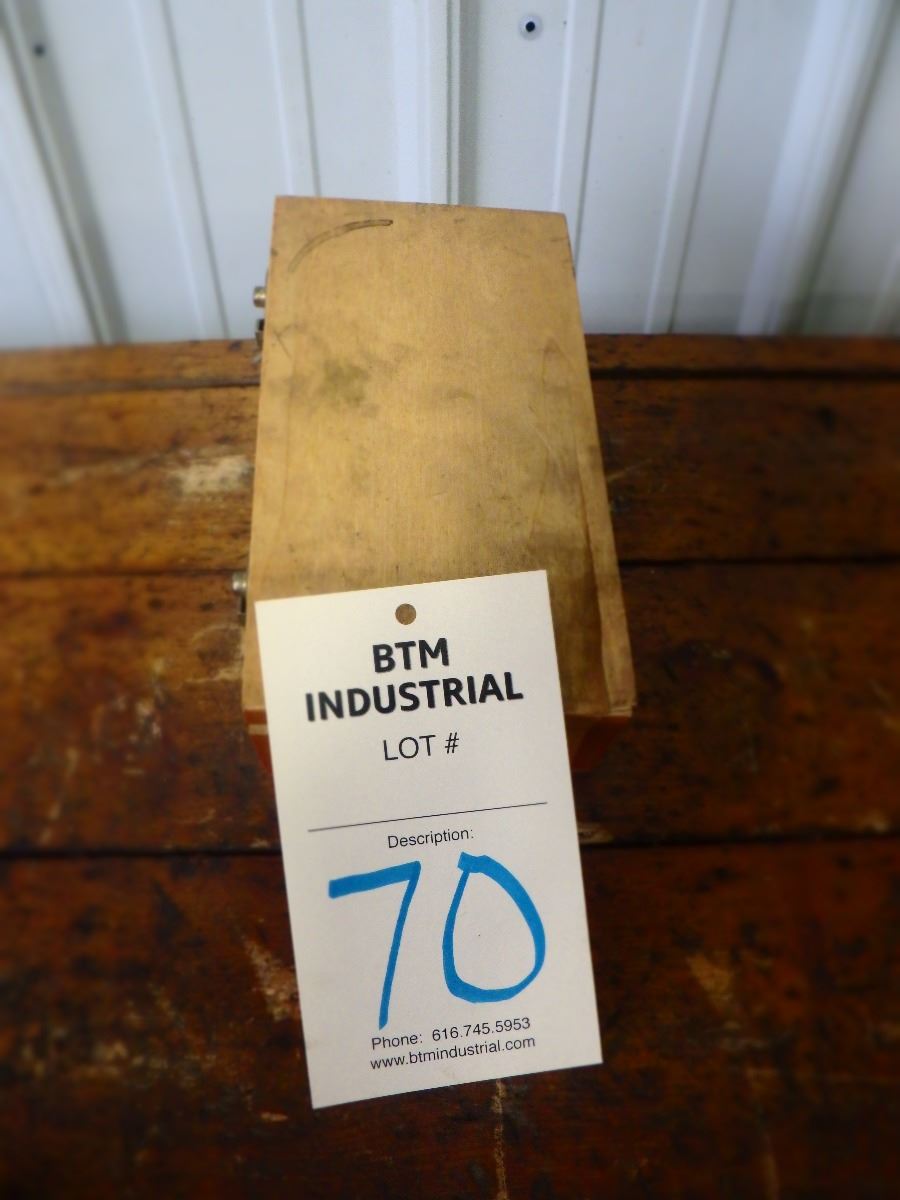 BTM
INDUSTRIAL
LOT #
Description:
70
Phone: 616.745.5953
www.btmindustrial.com